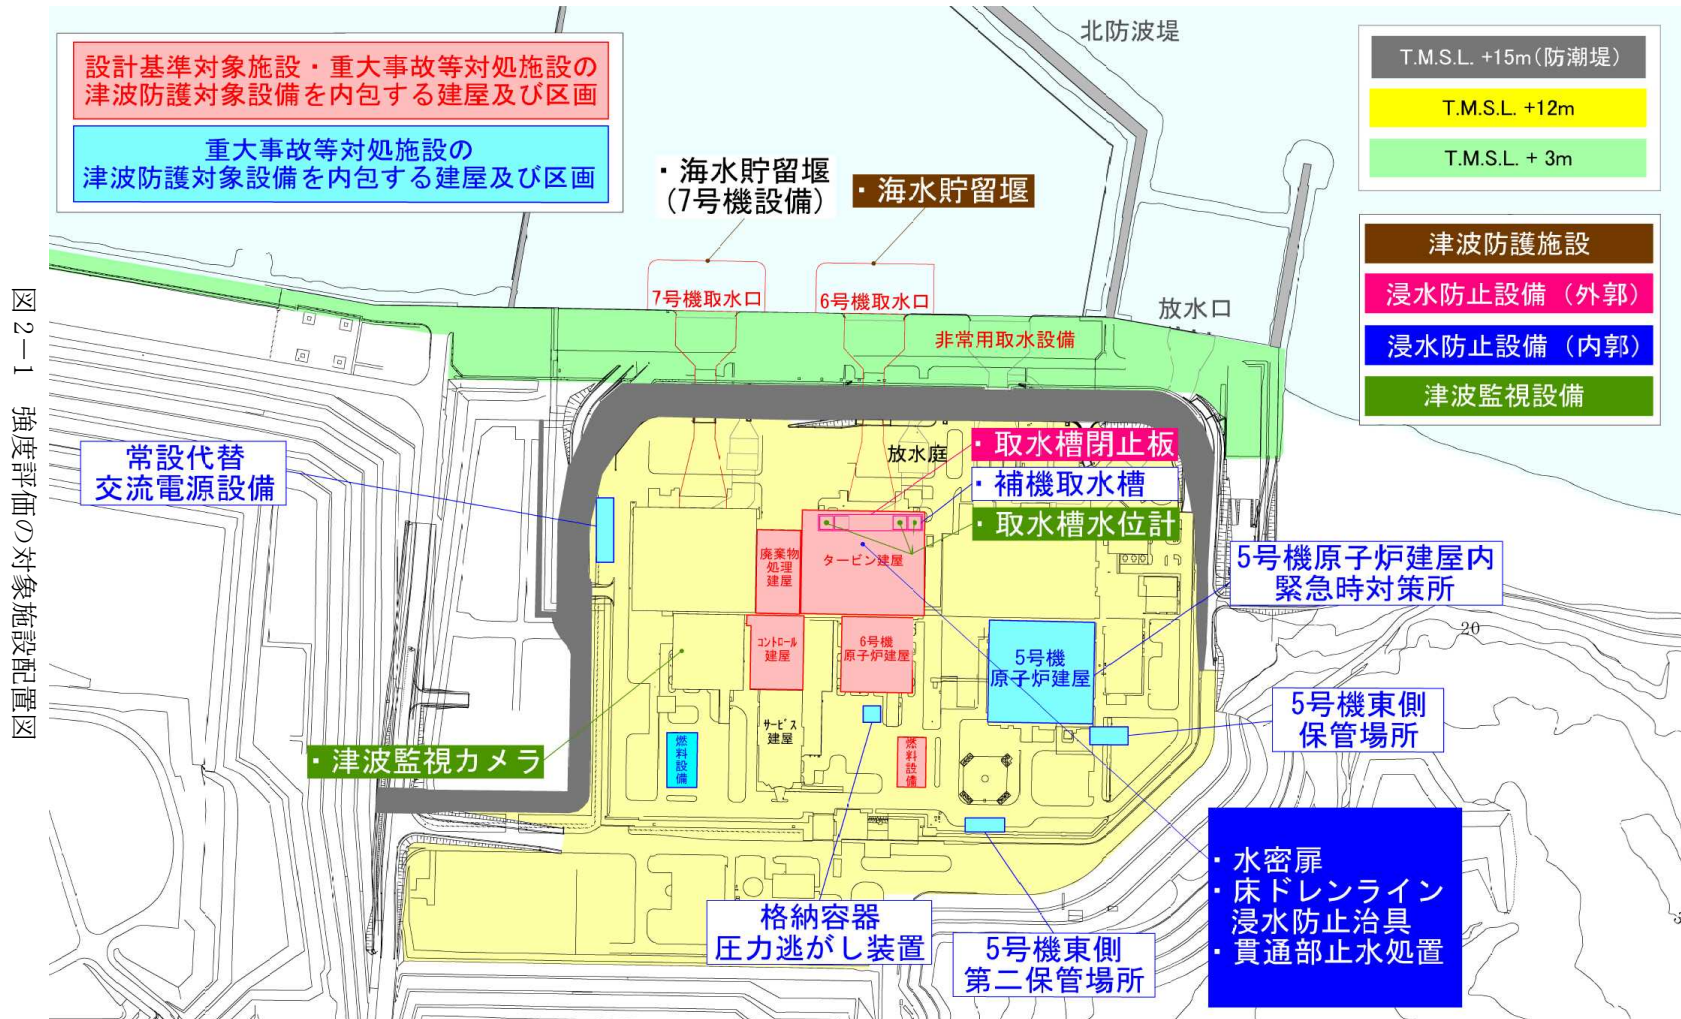 北防波堤
設計基準対象施設・重大事故等対処施設の
津波防護対象設備を内包する建屋及び区画
重大事故等対処施設の
津波防護対象設備を内包する建屋及び区画
T.M.S.L. +15m(防潮堤)
T.M.S.L. +12m
T.M.S.L. + 3m
・海水貯留堰
(7号機設備)
・海水貯留堰
津波防護施設
浸水防止設備（外郭）
浸水防止設備（内郭）
津波監視設備
7号機取水口
6号機取水口
放水口
非常用取水設備
常設代替
交流電源設備
放水庭
・取水槽閉止板
・補機取水槽
・取水槽水位計
廃棄物
処理
建屋
タービン建屋
5号機原子炉建屋内
緊急時対策所
コントロール
建屋
6号機
原子炉建屋
5号機
原子炉建屋
20
5号機東側
保管場所
サービス
建屋
・津波監視カメラ
燃料設備
燃料設備
格納容器
圧力逃がし装置
5号機東側
第二保管場所
・水密扉
・床ドレンライン
浸水防止治具
・貫通部止水処置
図2－1　強度評価の対象施設配置図